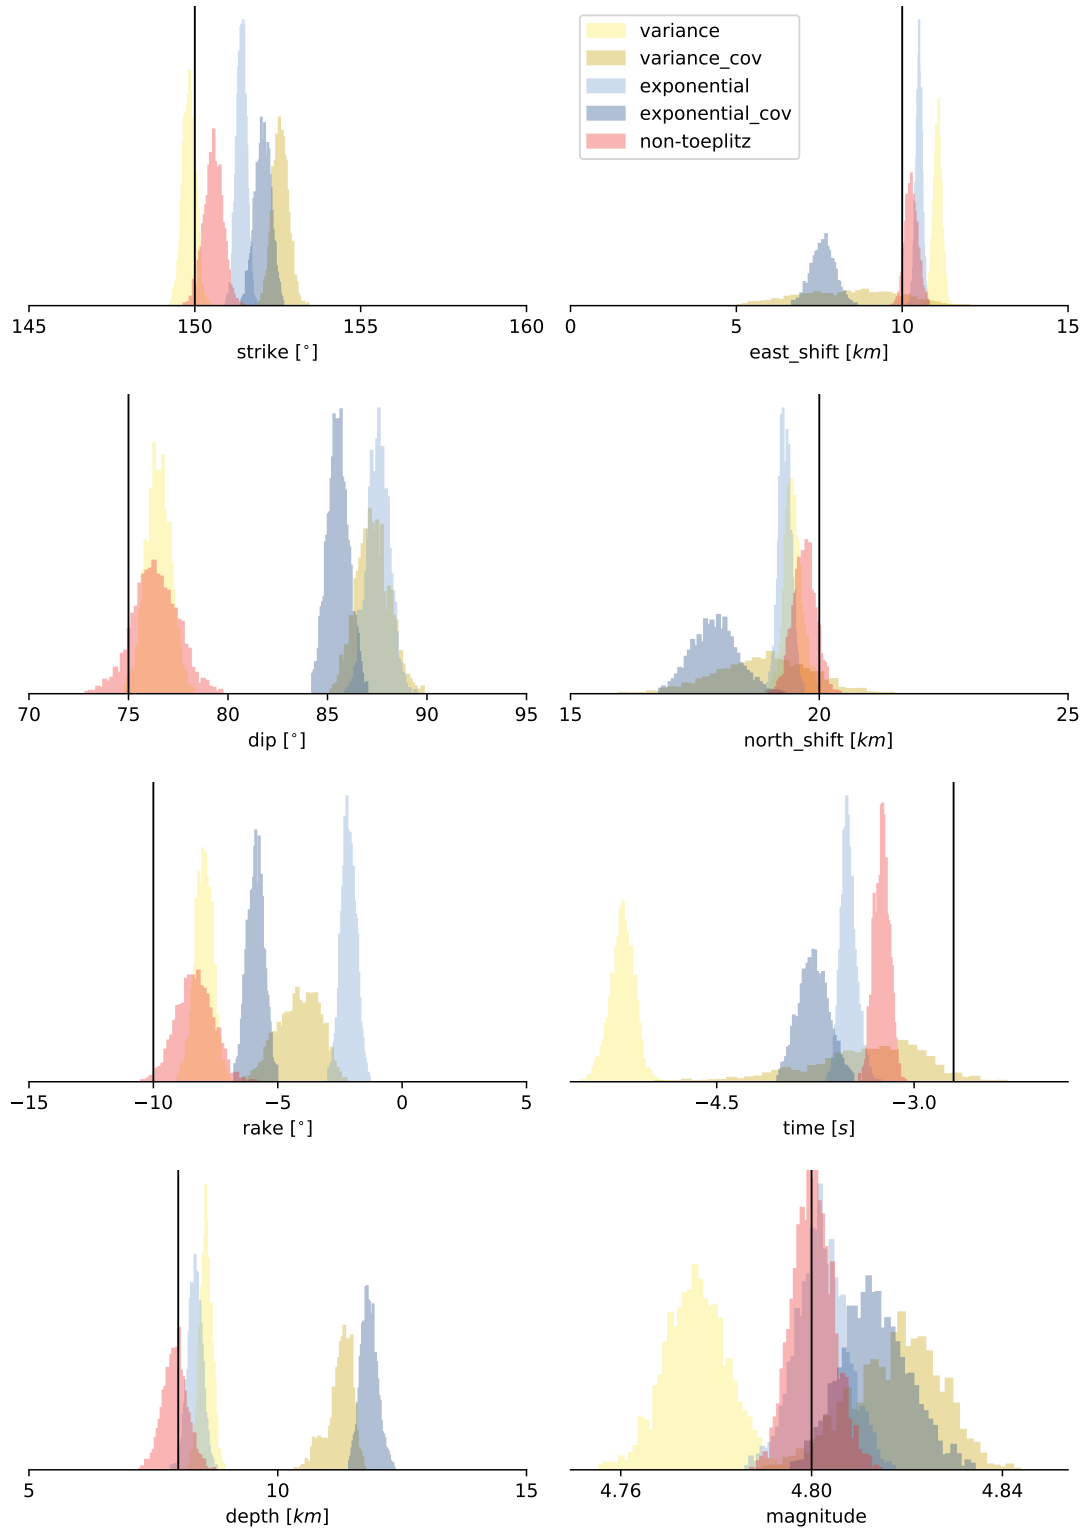 variance
variance_cov
exponential
exponential_cov
non-toeplitz
145 150 155 160
strike [°]
0 5 10 15
east_shift [km]
70 75 80 85 90 95
dip [°]
15 20 25
north_shift [km]
−15 −10 −5 0 5
rake [°]
−4.5 −3.0
time [s]
5 10 15
depth [km]
4.76 4.80 4.84
magnitude